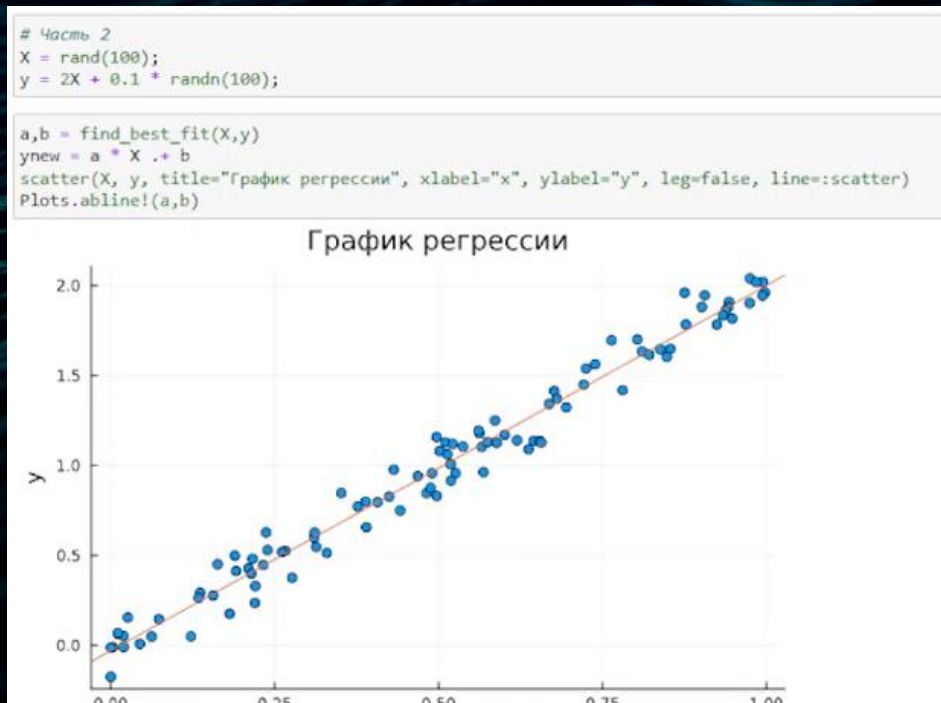 # Часть 2
X = rand(100);
y = 2X + 0.1 * randn(100);
a,b = find_best_fit(X,y)
ynew = a * X .+ b
scatter(X, y, title="График регрессии", xlabel="x", ylabel="y", leg=false, line=:scatter)
Plots.abline!(a,b)
График регрессии
2.0
1.5
1.0
0.5
0.0
y
0.00 0.25 0.50 0.75 1.00